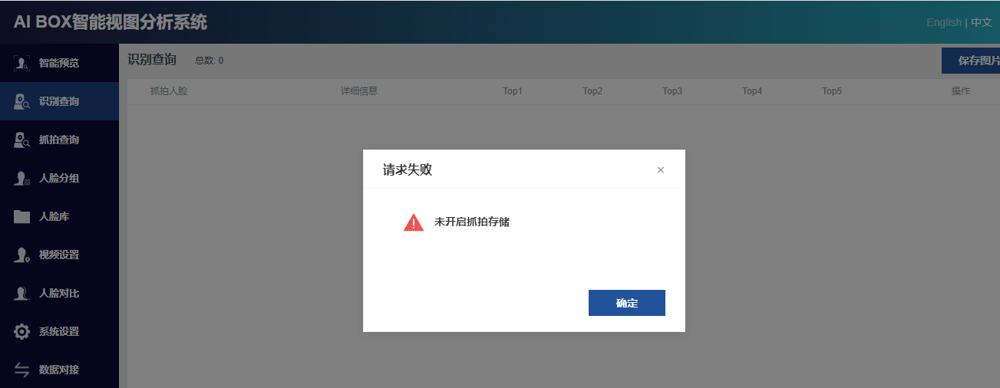 AI BOX智能视图分析系统
English | 中文
智能预览
识别查询
抓拍查询
人脸分组
人脸库
视频设置
人脸对比
系统设置
数据对接
识别查询 总数: 0
保存图片
抓拍人脸 详细信息 Top1 Top2 Top3 Top4 Top5 操作
请求失败 ×
未开启抓拍存储
确定